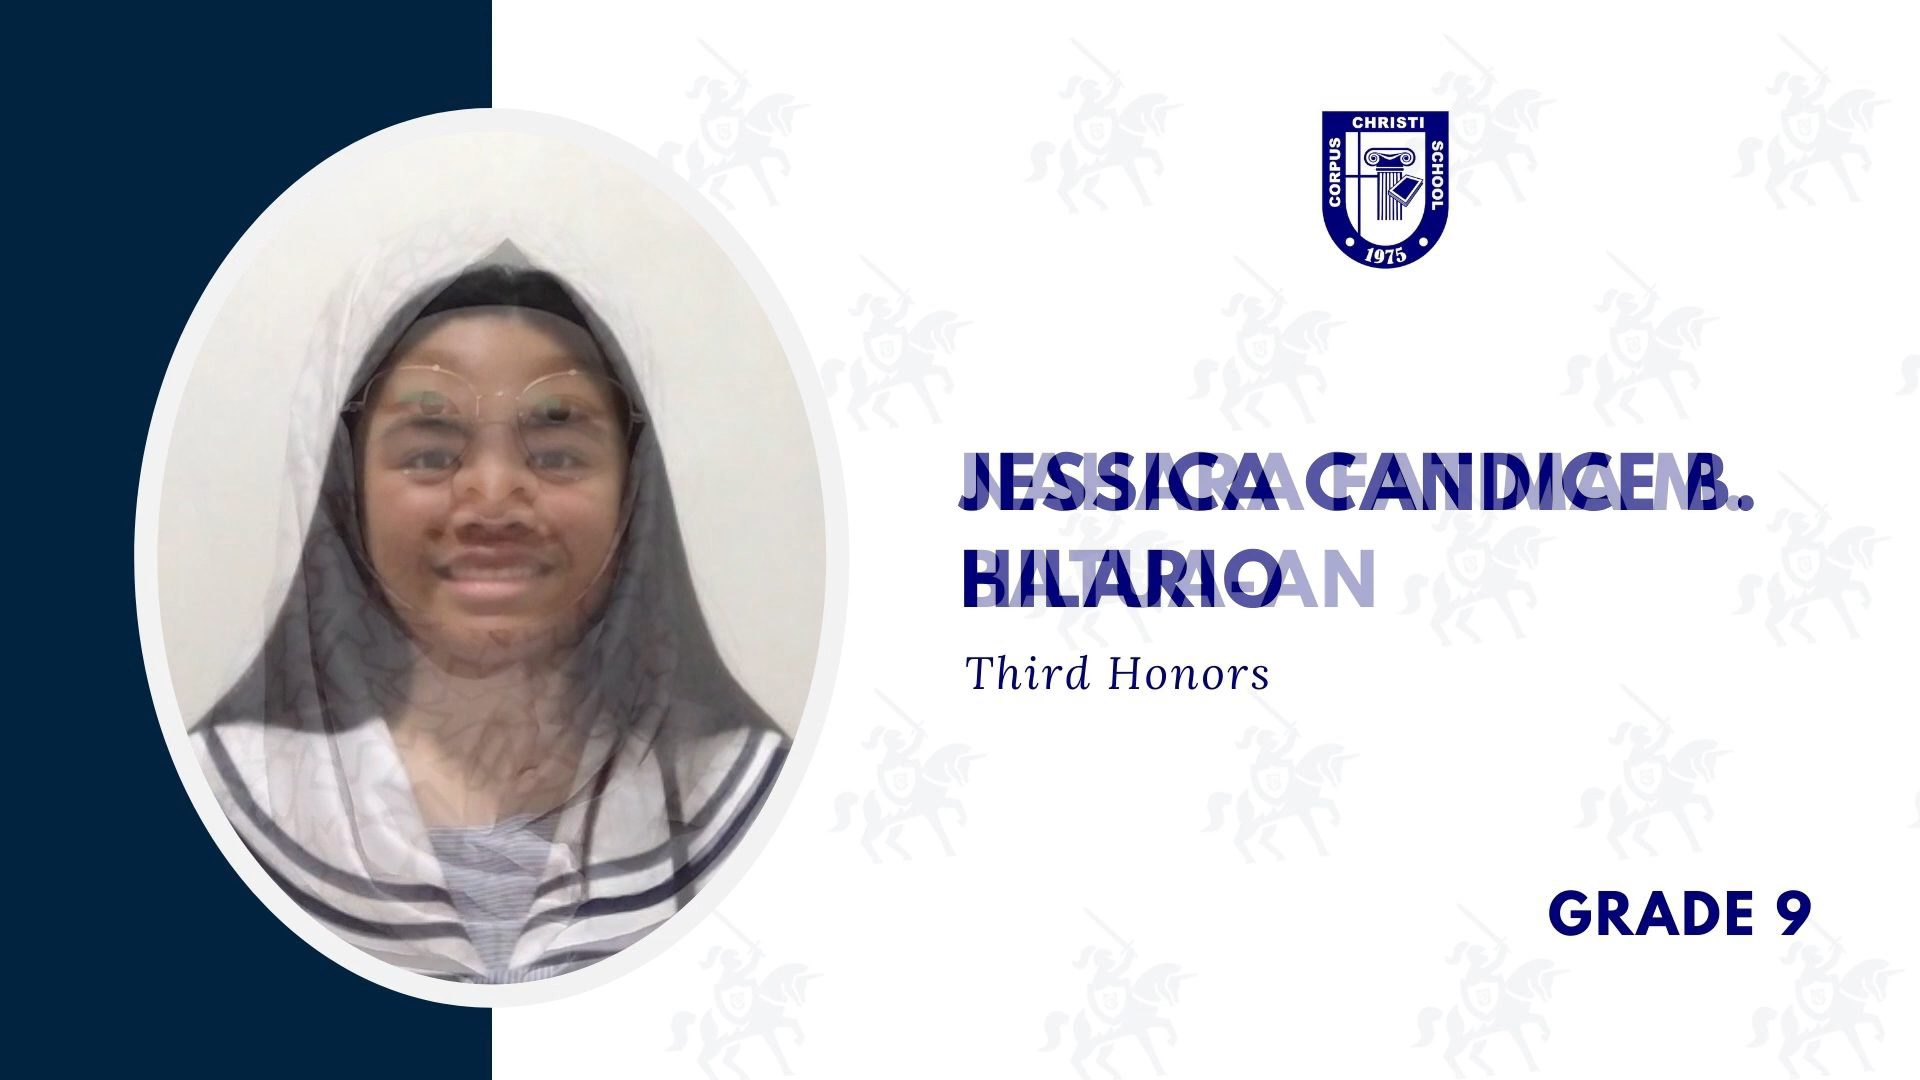 CORPUS CHRISTI SCHOOL
1975
JESSICA CANDICE B.
HILARIO
Third Honors
GRADE 9